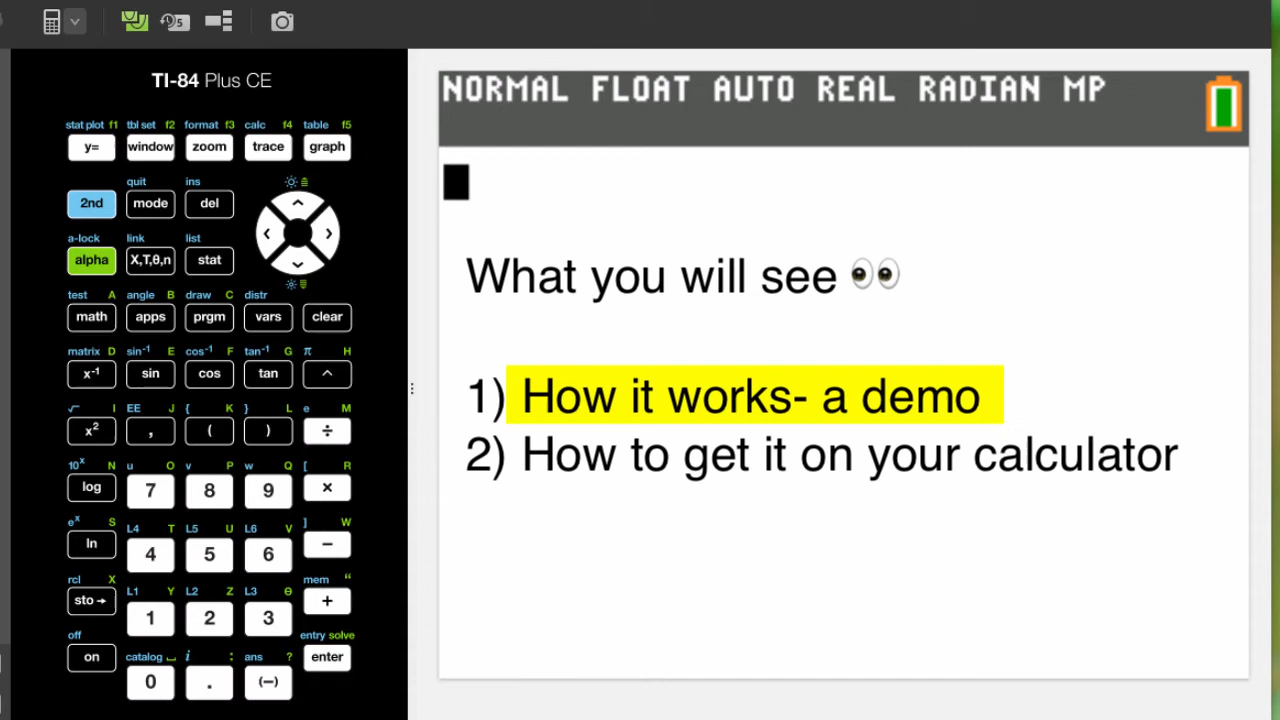 TI-84 Plus CE
NORMAL FLOAT AUTO REAL RADIAN MP
What you will see 👀
1) How it works- a demo
2) How to get it on your calculator
stat plot f1 tbl set f2 format f3 calc f4 table f5
y= window zoom trace graph
quit ins
2nd mode del
a-lock link list
alpha X,T,θ,n stat
test A angle B draw C distr
math apps prgm vars clear
matrix D sin⁻¹ E cos⁻¹ F tan⁻¹ G π H
x⁻¹ sin cos tan ^
√ I EE J { K } L e M
x² , ( ) ÷
10ˣ N u O v P w Q [ R
log 7 8 9 ×
eˣ S L4 T L5 U L6 V ] W
ln 4 5 6 −
rcl X L1 Y L2 Z L3 θ mem “
sto→ 1 2 3 +
off catalog ⎵ i : ans ? entry solve
on 0 . (−) enter
5